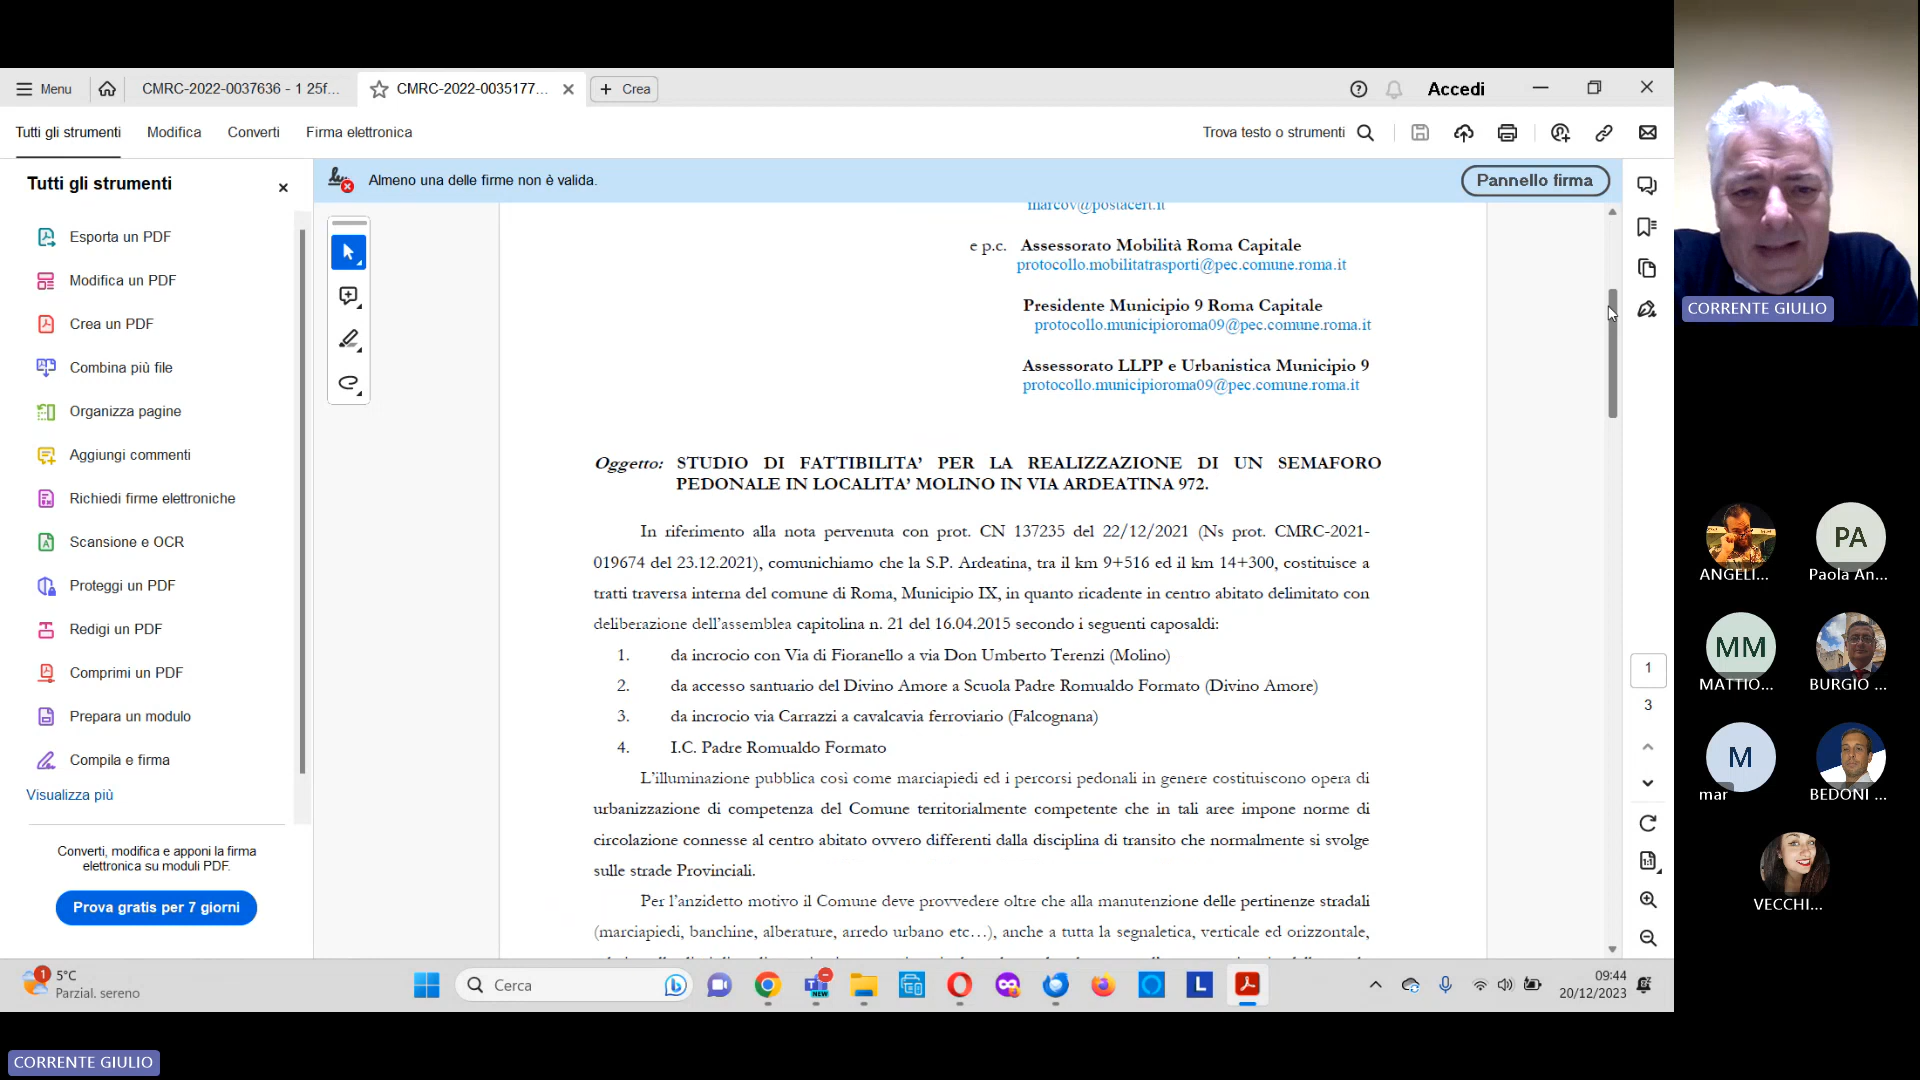 Menu
CMRC-2022-0037636 - 1 25f...
CMRC-2022-0035177...
Crea
Accedi
Tutti gli strumenti
Modifica
Converti
Firma elettronica
Trova testo o strumenti
Tutti gli strumenti
Almeno una delle firme non è valida.
Pannello firma
Esporta un PDF
Modifica un PDF
Crea un PDF
Combina più file
Organizza pagine
Aggiungi commenti
Richiedi firme elettroniche
Scansione e OCR
Proteggi un PDF
Redigi un PDF
Comprimi un PDF
Prepara un modulo
Compila e firma
Visualizza più
Converti, modifica e apponi la firma
elettronica su moduli PDF.
Prova gratis per 7 giorni
marcov@postacert.it
e p.c. Assessorato Mobilità Roma Capitale
protocollo.mobilitatrasporti@pec.comune.roma.it
Presidente Municipio 9 Roma Capitale
protocollo.municipioroma09@pec.comune.roma.it
Assessorato LLPP e Urbanistica Municipio 9
protocollo.municipioroma09@pec.comune.roma.it
Oggetto: STUDIO DI FATTIBILITA’ PER LA REALIZZAZIONE DI UN SEMAFORO
PEDONALE IN LOCALITA’ MOLINO IN VIA ARDEATINA 972.
In riferimento alla nota pervenuta con prot. CN 137235 del 22/12/2021 (Ns prot. CMRC-2021-
019674 del 23.12.2021), comunichiamo che la S.P. Ardeatina, tra il km 9+516 ed il km 14+300, costituisce a
tratti traversa interna del comune di Roma, Municipio IX, in quanto ricadente in centro abitato delimitato con
deliberazione dell’assemblea capitolina n. 21 del 16.04.2015 secondo i seguenti caposaldi:
1. da incrocio con Via di Fioranello a via Don Umberto Terenzi (Molino)
2. da accesso santuario del Divino Amore a Scuola Padre Romualdo Formato (Divino Amore)
3. da incrocio via Carrazzi a cavalcavia ferroviario (Falcognana)
4. I.C. Padre Romualdo Formato
L’illuminazione pubblica così come marciapiedi ed i percorsi pedonali in genere costituiscono opera di
urbanizzazione di competenza del Comune territorialmente competente che in tali aree impone norme di
circolazione connesse al centro abitato ovvero differenti dalla disciplina di transito che normalmente si svolge
sulle strade Provinciali.
Per l’anzidetto motivo il Comune deve provvedere oltre che alla manutenzione delle pertinenze stradali
(marciapiedi, banchine, alberature, arredo urbano etc…), anche a tutta la segnaletica, verticale ed orizzontale,
1
3
1:1
CORRENTE GIULIO
ANGELI...
PA
Paola An...
MM
MATTIO...
BURGIO ...
M
mar
BEDONI ...
VECCHI...
1
5°C
Parzial. sereno
Cerca
NEW
L
09:44
20/12/2023
CORRENTE GIULIO